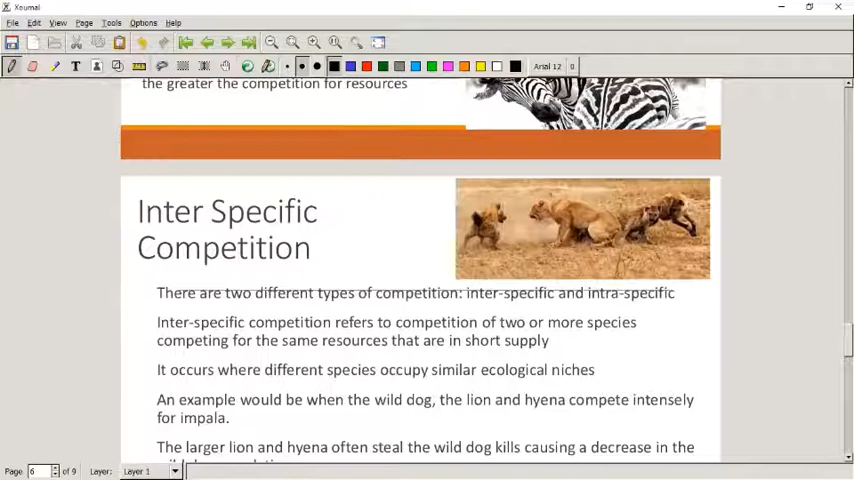 Xournal
File Edit View Page Tools Options Help
Arial 12
the greater the competition for resources
Inter Specific
Competition
There are two different types of competition: inter-specific and intra-specific
Inter-specific competition refers to competition of two or more species
competing for the same resources that are in short supply
It occurs where different species occupy similar ecological niches
An example would be when the wild dog, the lion and hyena compete intensely
for impala.
The larger lion and hyena often steal the wild dog kills causing a decrease in the
Page 6 of 9 Layer: Layer 1